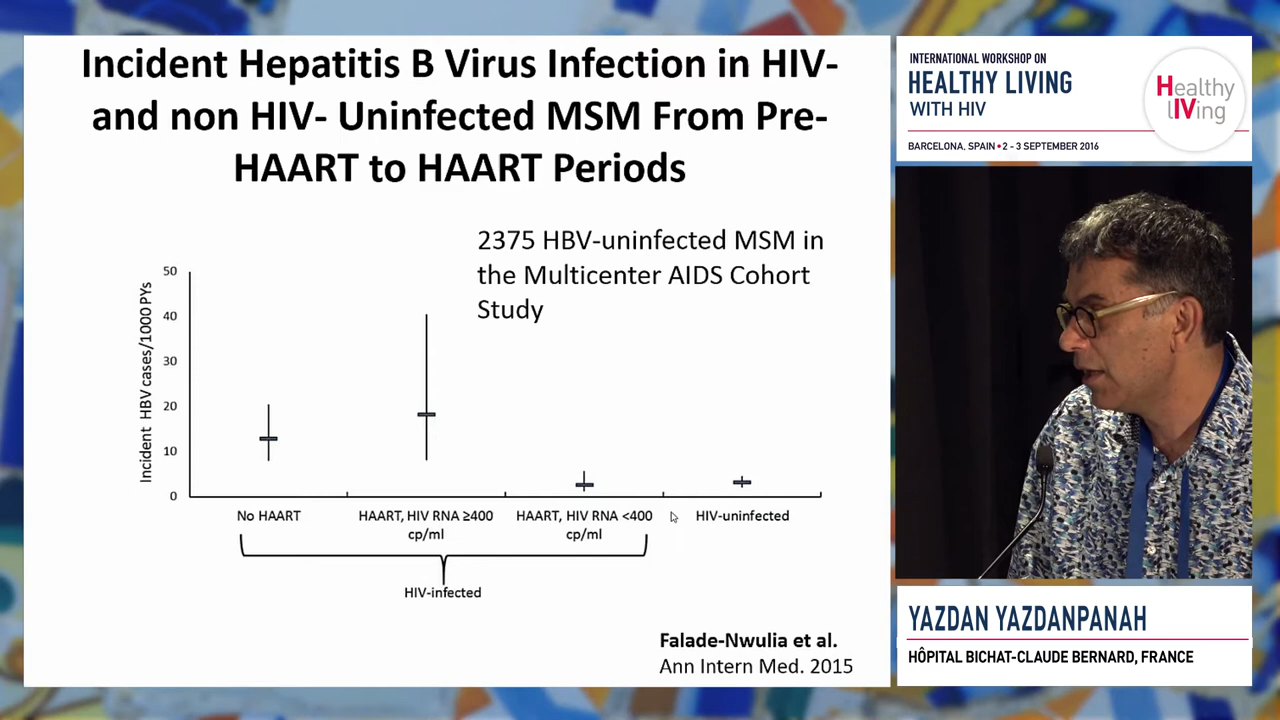 Incident Hepatitis B Virus Infection in HIV-
and non HIV- Uninfected MSM From Pre-
HAART to HAART Periods
2375 HBV-uninfected MSM in
the Multicenter AIDS Cohort
Study
Incident HBV cases/1000 PYs
50
40
30
20
10
0
No HAART
HAART, HIV RNA ≥400
cp/ml
HAART, HIV RNA <400
cp/ml
HIV-uninfected
HIV-infected
Falade-Nwulia et al.
Ann Intern Med. 2015
INTERNATIONAL WORKSHOP ON
HEALTHY LIVING
WITH HIV
BARCELONA, SPAIN • 2 - 3 SEPTEMBER 2016
Healthy
lIVing
YAZDAN YAZDANPANAH
HÔPITAL BICHAT-CLAUDE BERNARD, FRANCE